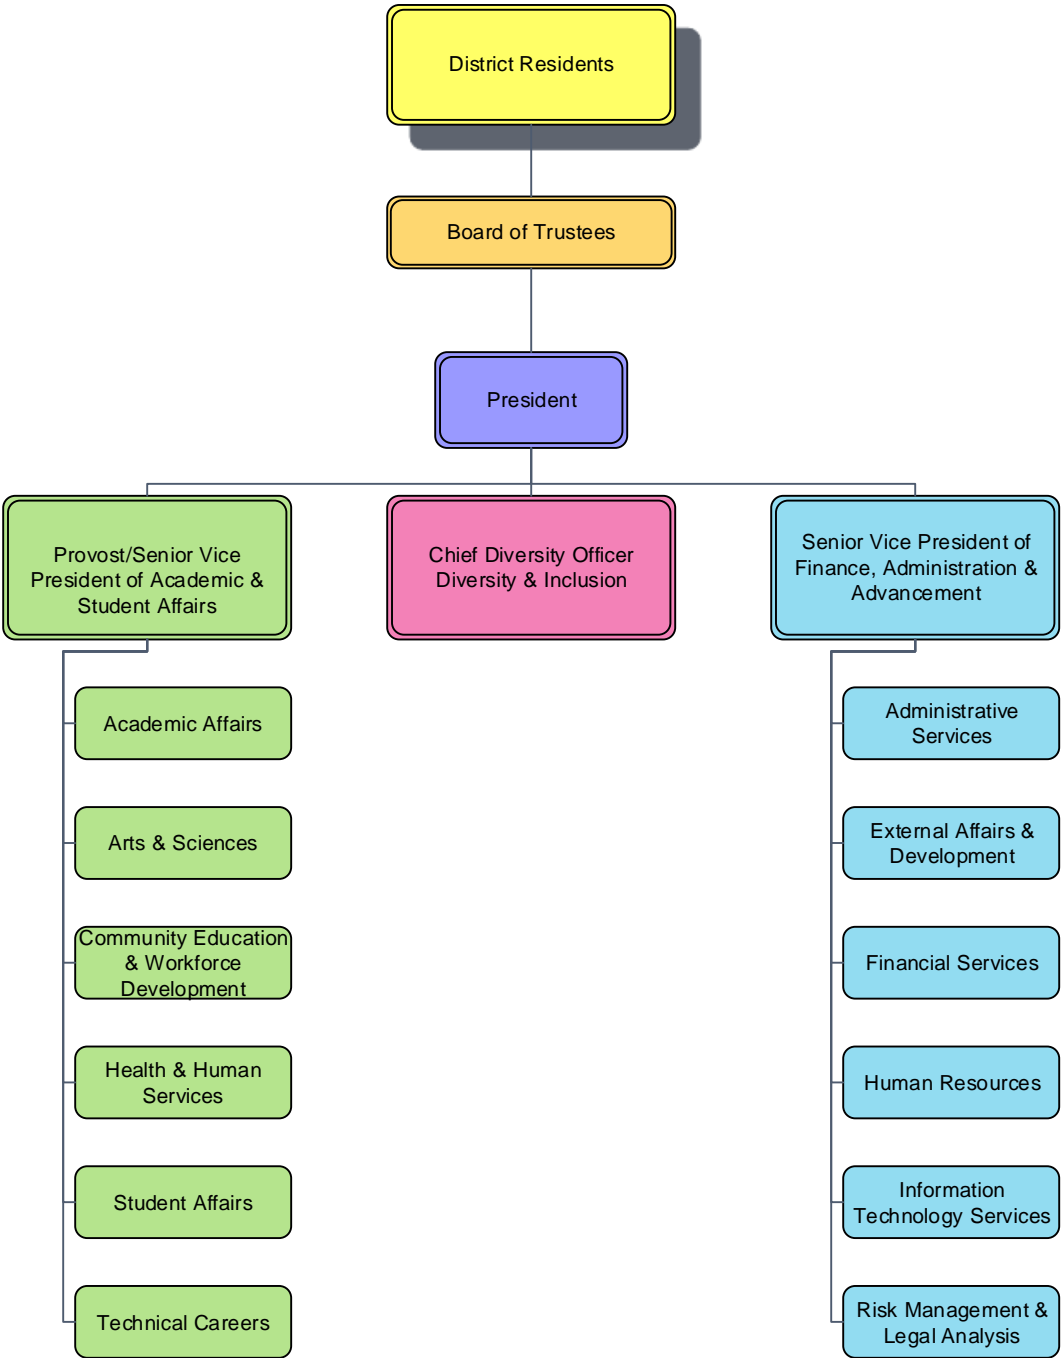 District Residents
Board of Trustees
President
Provost/Senior Vice
President of Academic &
Student Affairs
Chief Diversity Officer
Diversity & Inclusion
Senior Vice President of
Finance, Administration &
Advancement
Academic Affairs
Arts & Sciences
Community Education
& Workforce
Development
Health & Human
Services
Student Affairs
Technical Careers
Administrative
Services
External Affairs &
Development
Financial Services
Human Resources
Information
Technology Services
Risk Management &
Legal Analysis